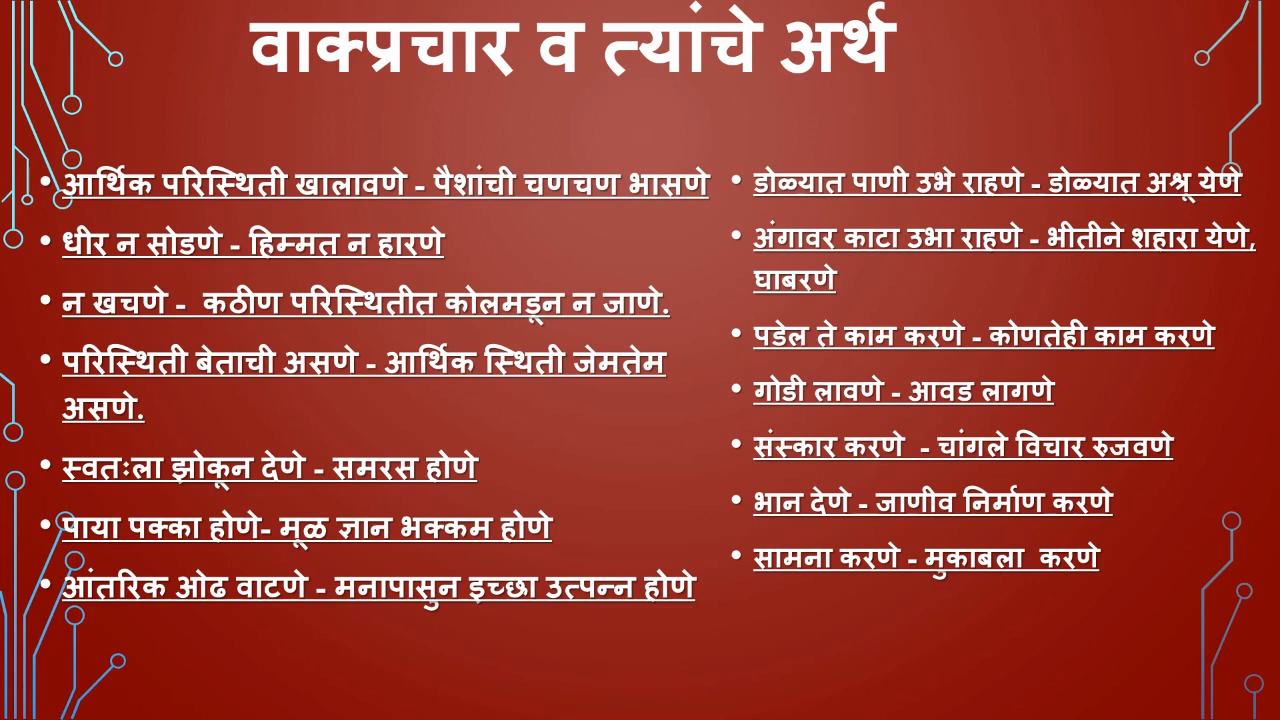 वाक्प्रचार व त्यांचे अर्थ
• आर्थिक परिस्थिती खालावणे - पैशांची चणचण भासणे
• धीर न सोडणे - हिम्मत न हारणे
• न खचणे -  कठीण परिस्थितीत कोलमडून न जाणे.
• परिस्थिती बेताची असणे - आर्थिक स्थिती जेमतेम
असणे.
• स्वतःला झोकून देणे - समरस होणे
• पाया पक्का होणे- मूळ ज्ञान भक्कम होणे
• आंतरिक ओढ वाटणे - मनापासुन इच्छा उत्पन्न होणे
• डोळ्यात पाणी उभे राहणे - डोळ्यात अश्रू येणे
• अंगावर काटा उभा राहणे - भीतीने शहारा येणे,
घाबरणे
• पडेल ते काम करणे - कोणतेही काम करणे
• गोडी लावणे - आवड लागणे
• संस्कार करणे  - चांगले विचार रुजवणे
• भान देणे - जाणीव निर्माण करणे
• सामना करणे - मुकाबला  करणे